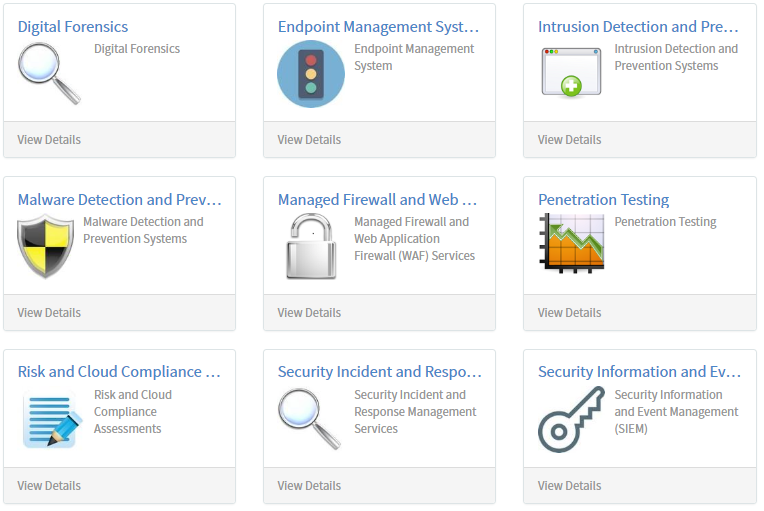 Digital Forensics
Digital Forensics
View Details
Endpoint Management Syst…
Endpoint Management
System
View Details
Intrusion Detection and Pre…
Intrusion Detection and
Prevention Systems
View Details
Malware Detection and Prev…
Malware Detection and
Prevention Systems
View Details
Managed Firewall and Web …
Managed Firewall and
Web Application
Firewall (WAF) Services
View Details
Penetration Testing
Penetration Testing
View Details
Risk and Cloud Compliance …
Risk and Cloud
Compliance
Assessments
View Details
Security Incident and Respo…
Security Incident and
Response Management
Services
View Details
Security Information and Ev…
Security Information
and Event Management
(SIEM)
View Details